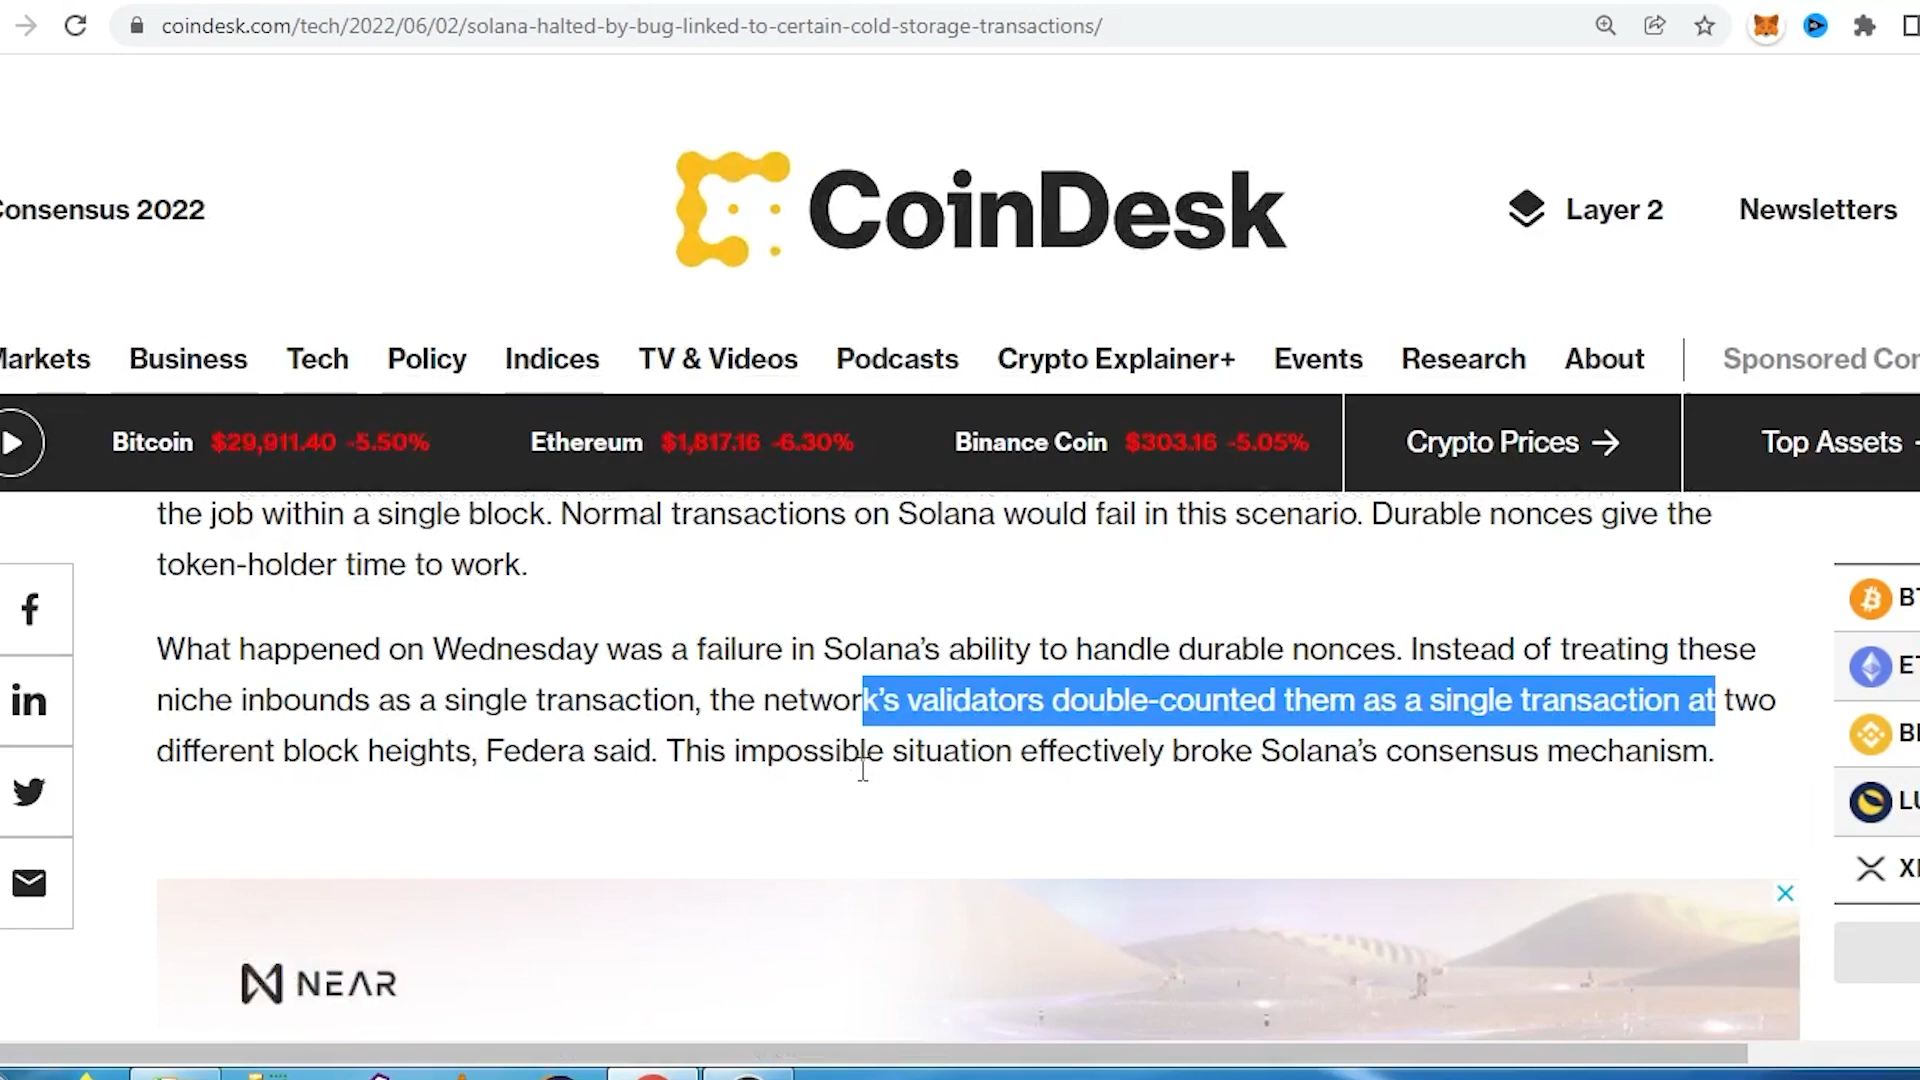 coindesk.com/tech/2022/06/02/solana-halted-by-bug-linked-to-certain-cold-storage-transactions/
Consensus 2022
CoinDesk
Layer 2
Newsletters
Markets Business Tech Policy Indices TV & Videos Podcasts Crypto Explainer+ Events Research About Sponsored Con
Bitcoin $29,911.40 -5.50% Ethereum $1,817.16 -6.30% Binance Coin $303.16 -5.05% Crypto Prices → Top Assets
the job within a single block. Normal transactions on Solana would fail in this scenario. Durable nonces give the
token-holder time to work.
What happened on Wednesday was a failure in Solana’s ability to handle durable nonces. Instead of treating these
niche inbounds as a single transaction, the network’s validators double-counted them as a single transaction at two
different block heights, Federa said. This impossible situation effectively broke Solana’s consensus mechanism.
BT
ET
BI
LU
XI
NEAR